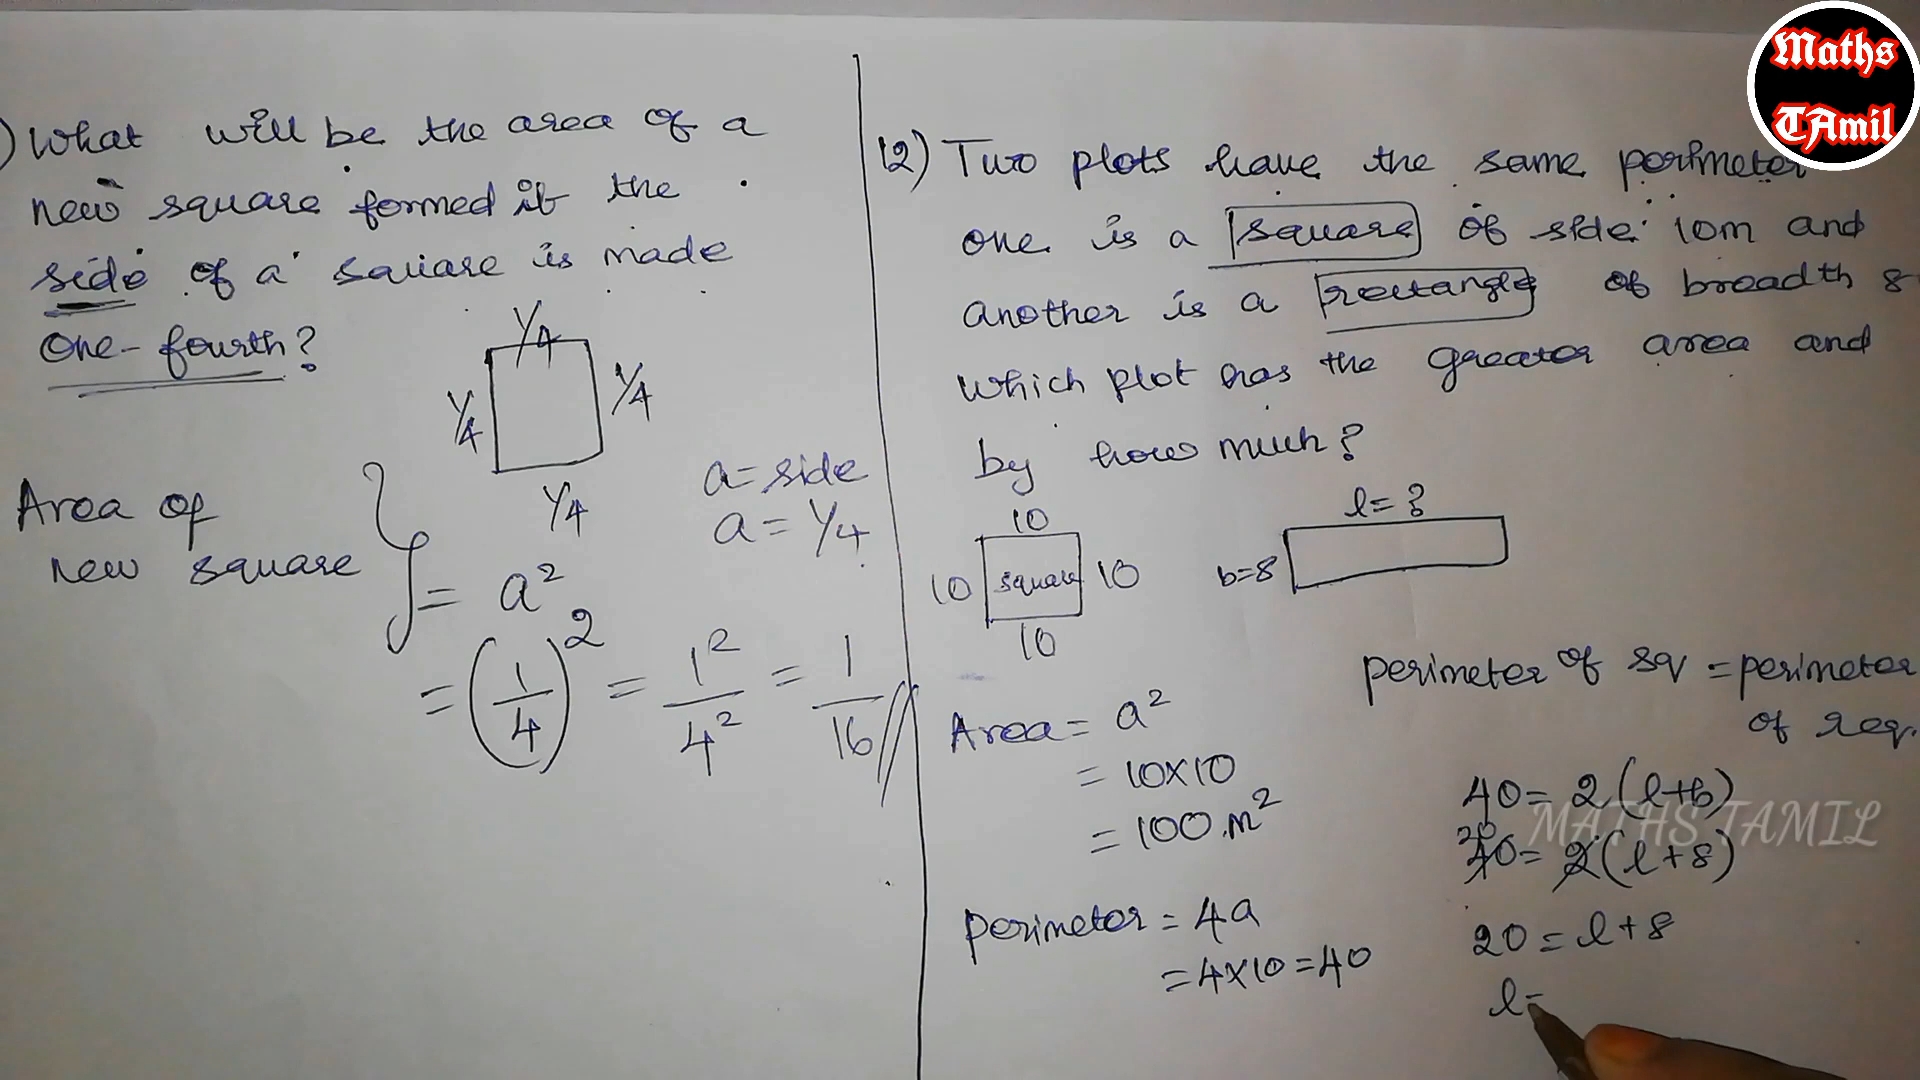 Maths
TAmil
) What will be the area of a
new square formed if the
side of a square is made
one-fourth?
1/4
1/4
1/4
1/4
a = side
a = 1/4
Area of
new square
= a²
= (1/4)² = 1²/4² = 1/16
12) Two plots have the same perimeter
one is a square of side 10m and
another is a rectangle of breadth 8
which plot has the greater area and
by how much?
10
10
square
10
10
l = ?
b=8
Area = a²
= 10x10
= 100 m²
perimeter = 4a
= 4x10 = 40
perimeter of sq = perimeter
of req.
40 = 2(l+b)
20
40 = 2(l+8)
20 = l+8
l=
MATHS TAMIL